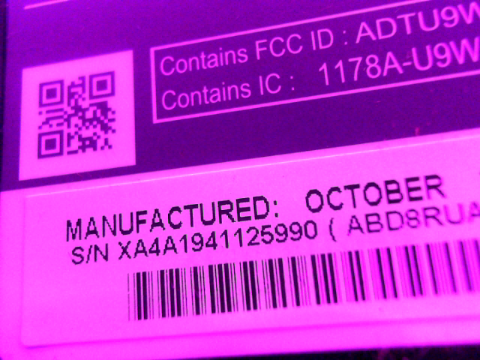 Contains FCC ID : ADTU9W
Contains IC : 1178A-U9W
MANUFACTURED: OCTOBER
S/N XA4A1941125990 ( ABD8RUA